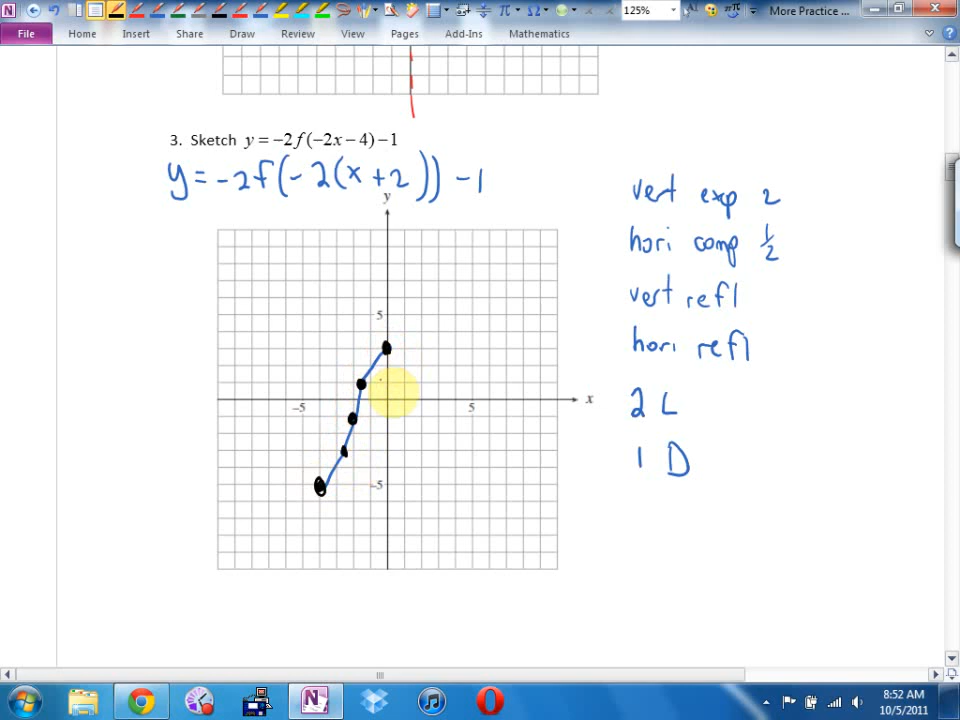 125%
More Practice ...
File Home Insert Share Draw Review View Pages Add-Ins Mathematics
3. Sketch y = −2f(−2x − 4) − 1
y = -2f(-2(x+2)) -1
y
vert exp 2
hori comp 1/2
vert refl
5
hori refl
-5 5 x
2 L
1 D
-5
8:52 AM
10/5/2011